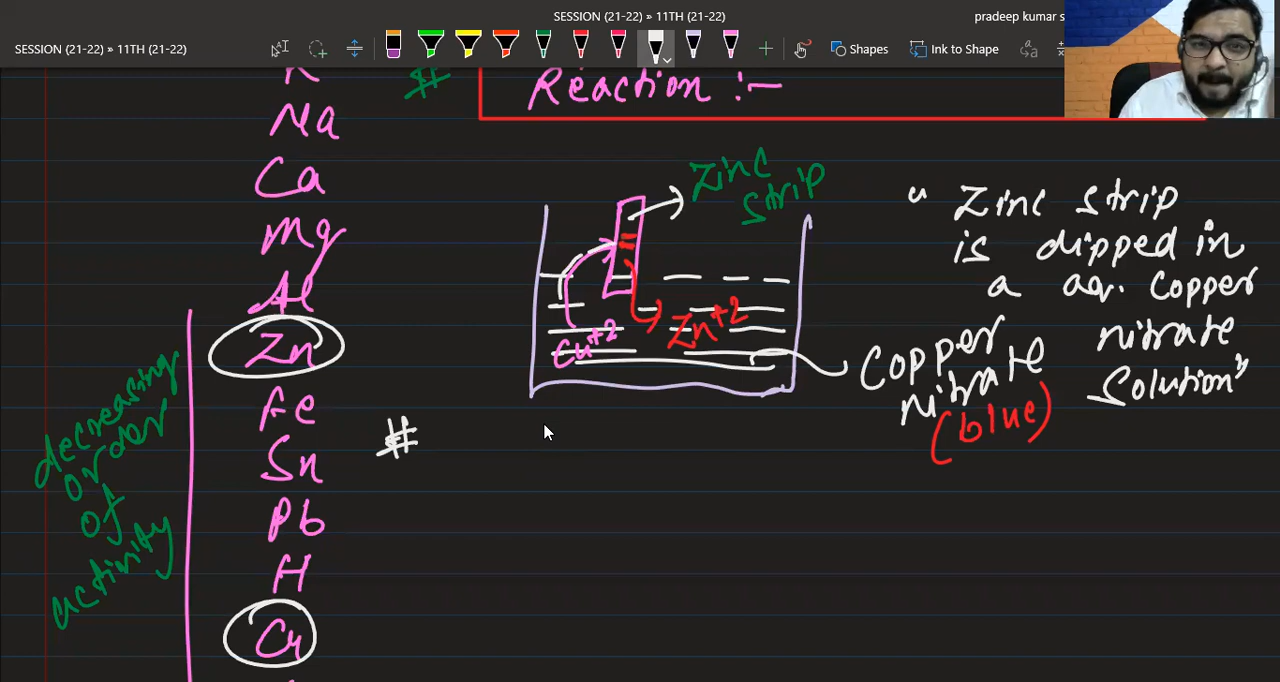 SESSION (21-22) » 11TH (21-22)
pradeep kumar s
SESSION (21-22) » 11TH (21-22)
Shapes
Ink to Shape
K
#
Reaction :-
Na
Ca
Mg
Al
Zn
Fe
Sn
Pb
H
Cu
decreasing
order
of
activity
#
Zinc
strip
Cu+2
Zn+2
Copper
nitrate
(blue)
" Zinc strip
is dipped in
a aq. Copper
nitrate
Solution"